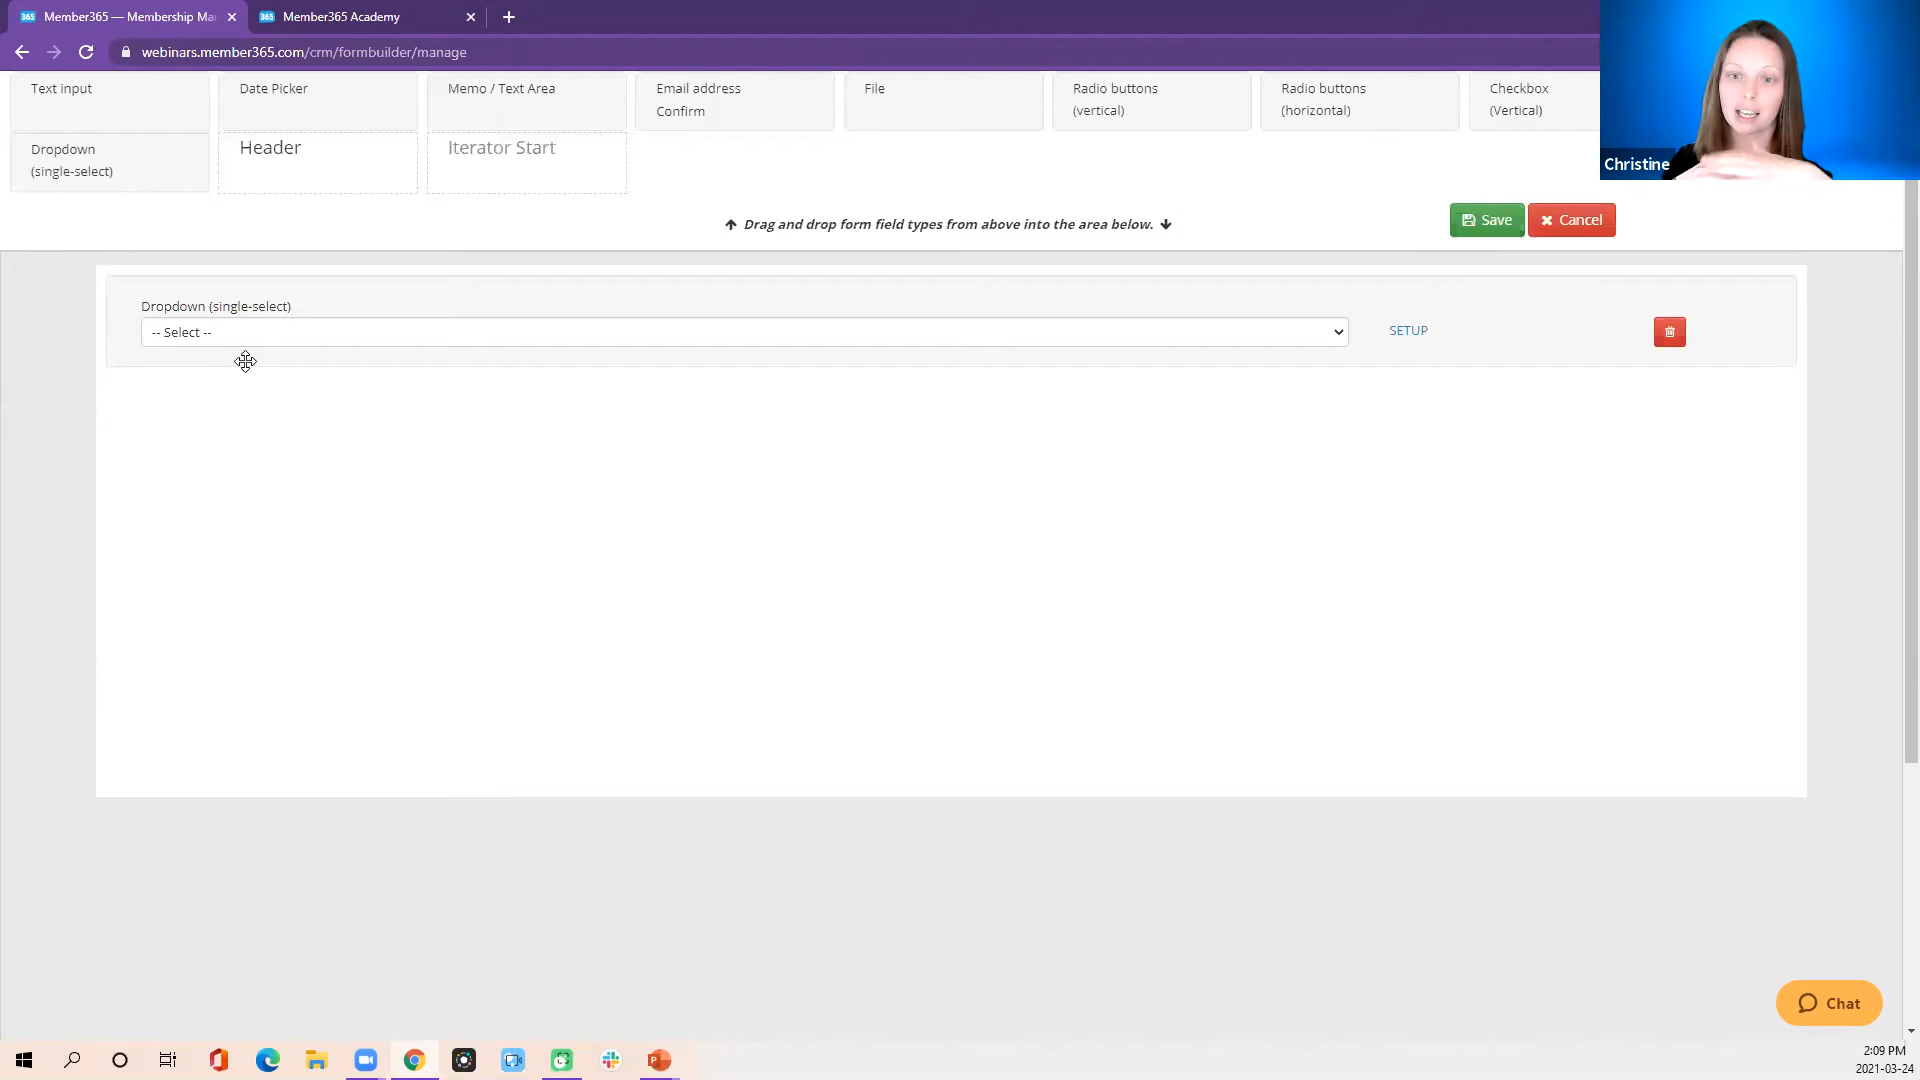 Member365 — Membership Mar
Member365 Academy
webinars.member365.com/crm/formbuilder/manage
Text input
Date Picker
Memo / Text Area
Email address
Confirm
File
Radio buttons
(vertical)
Radio buttons
(horizontal)
Checkbox
(Vertical)
Christine
Dropdown
(single-select)
Header
Iterator Start
Drag and drop form field types from above into the area below.
Save
Cancel
Dropdown (single-select)
-- Select --
SETUP
Chat
2:09 PM
2021-03-24